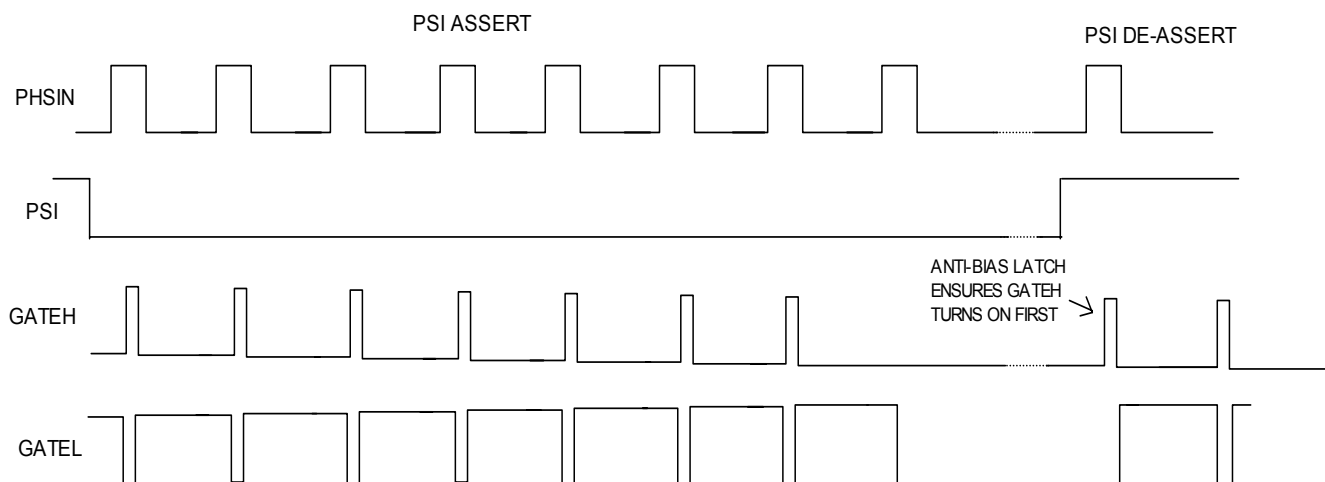 PSI ASSERT
PSI DE-ASSERT
PHSIN
PSI
ANTI-BIAS LATCH
ENSURES GATEH
TURNS ON FIRST
GATEH
GATEL